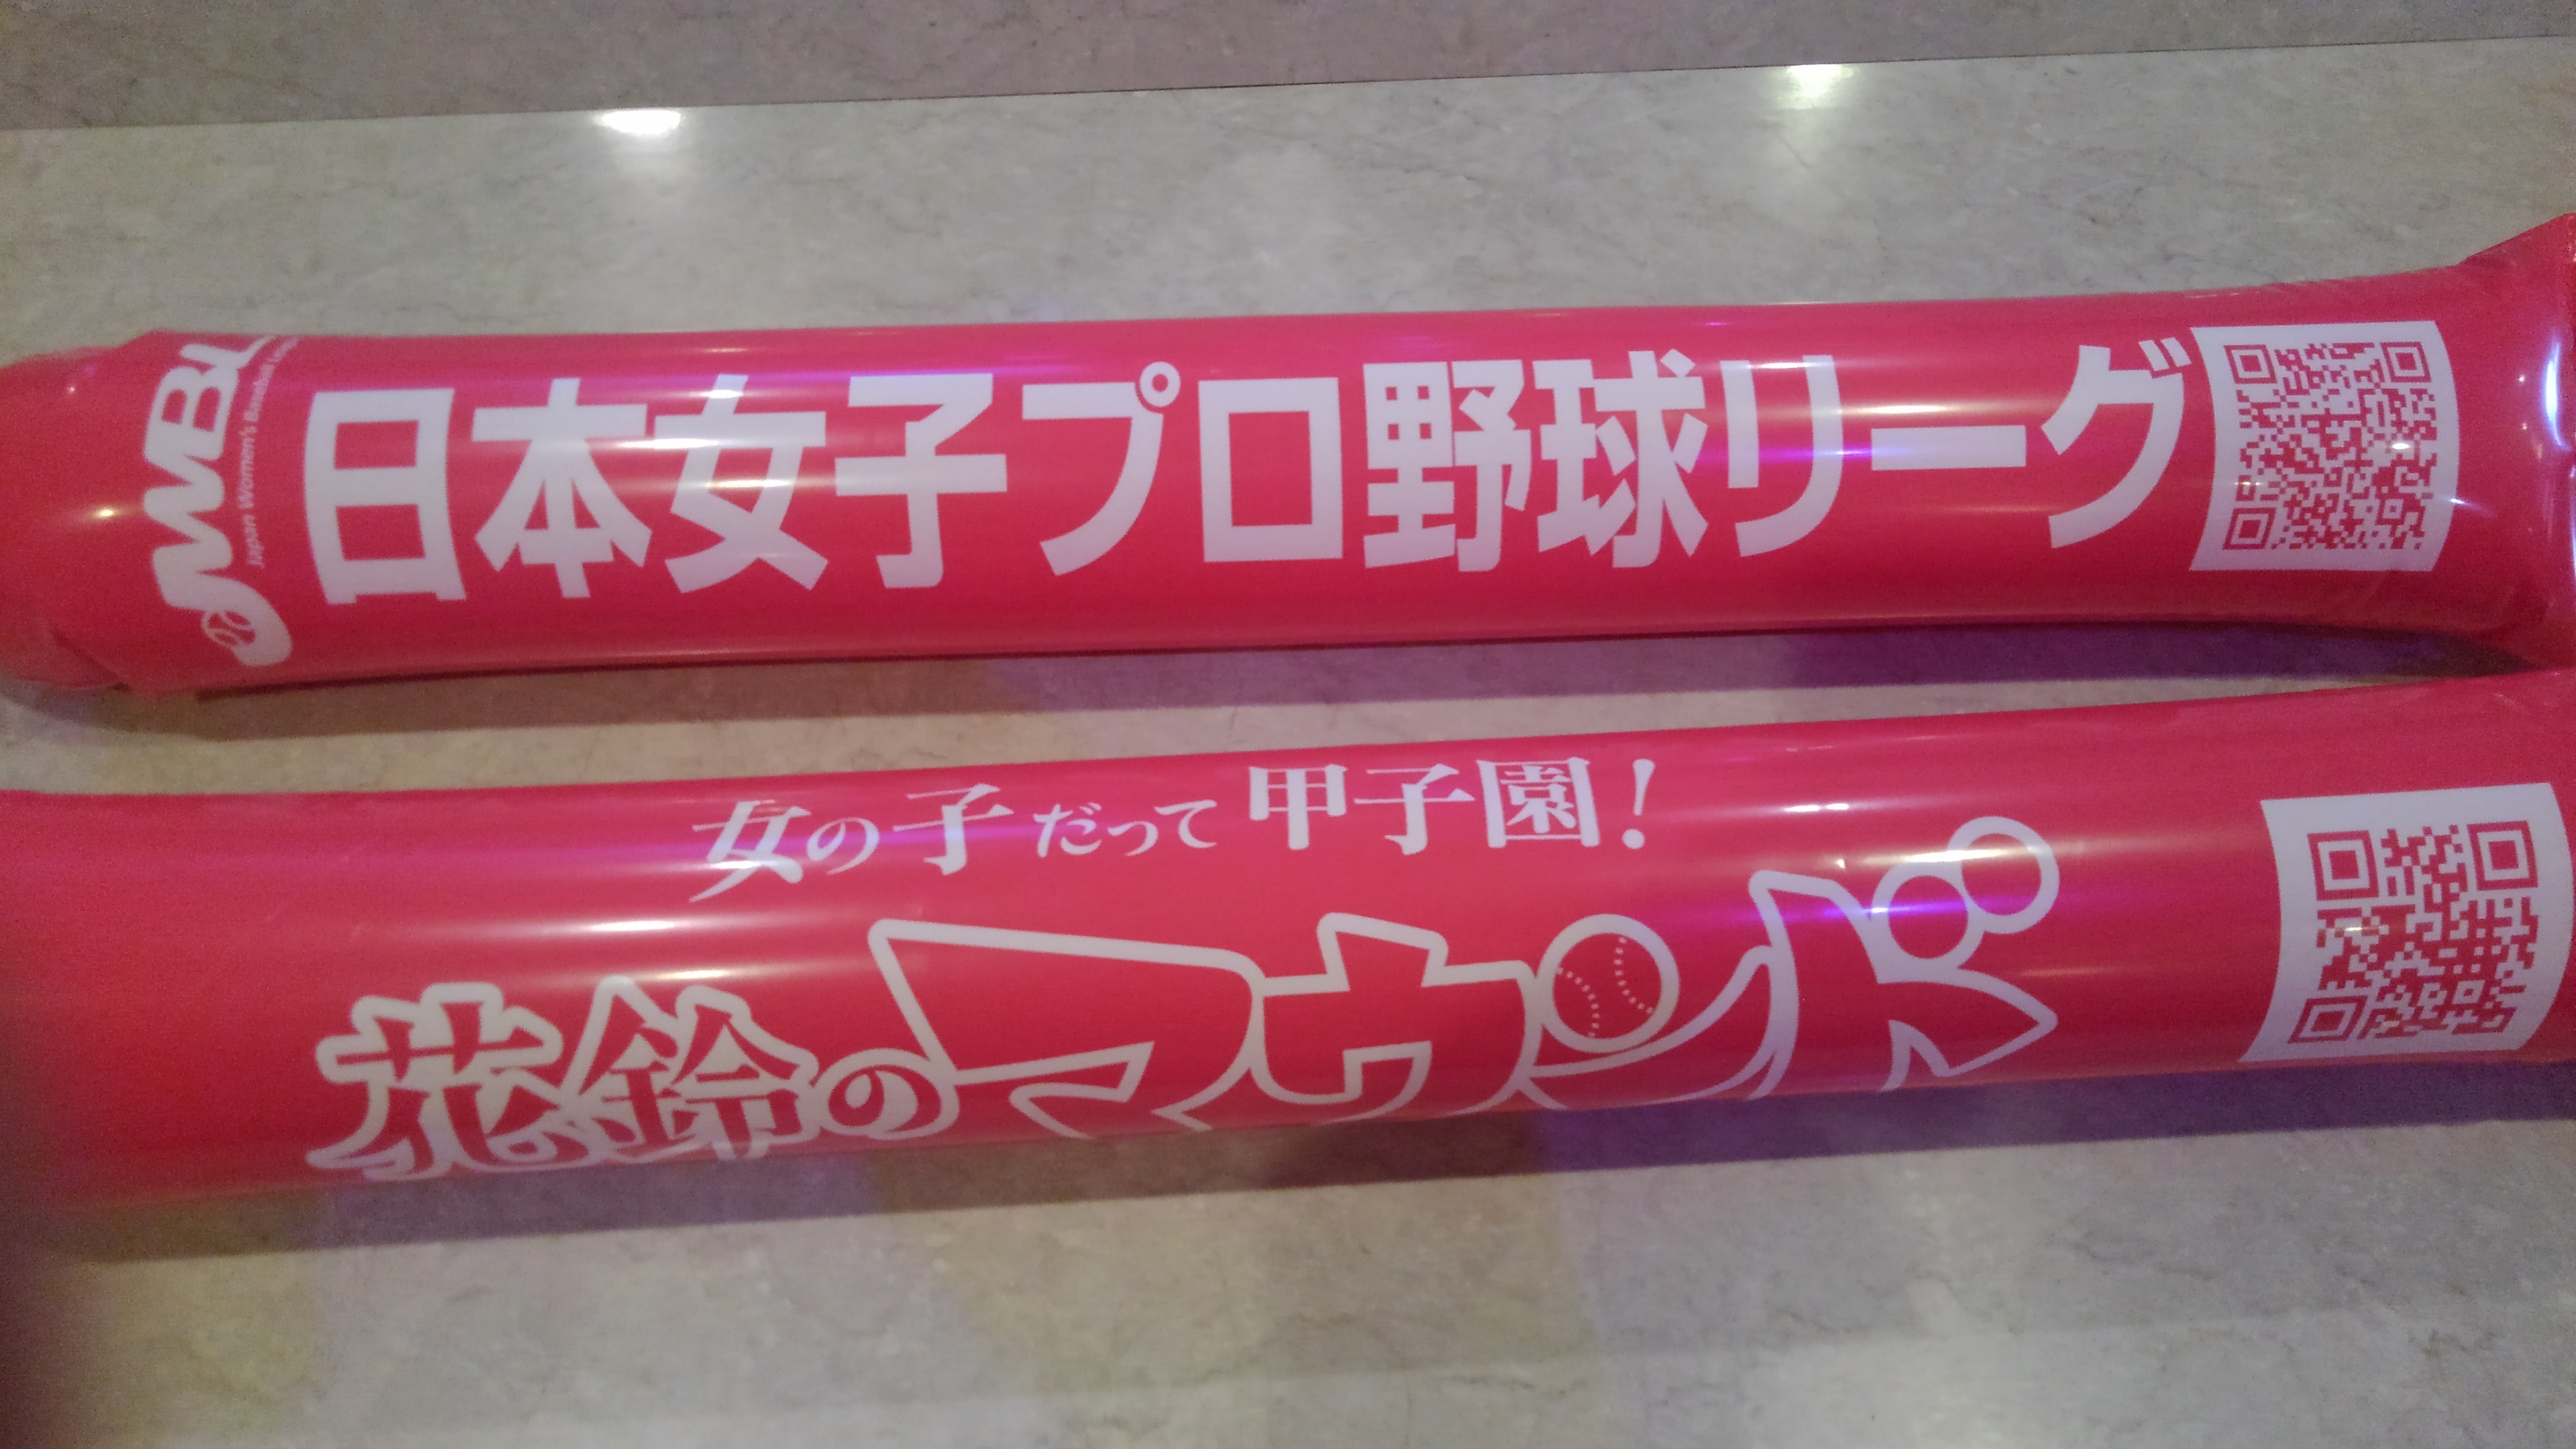 JWBL
Japan Women's Baseball League
日本女子プロ野球リーグ
女の子だって甲子園!
花鈴のマウンド